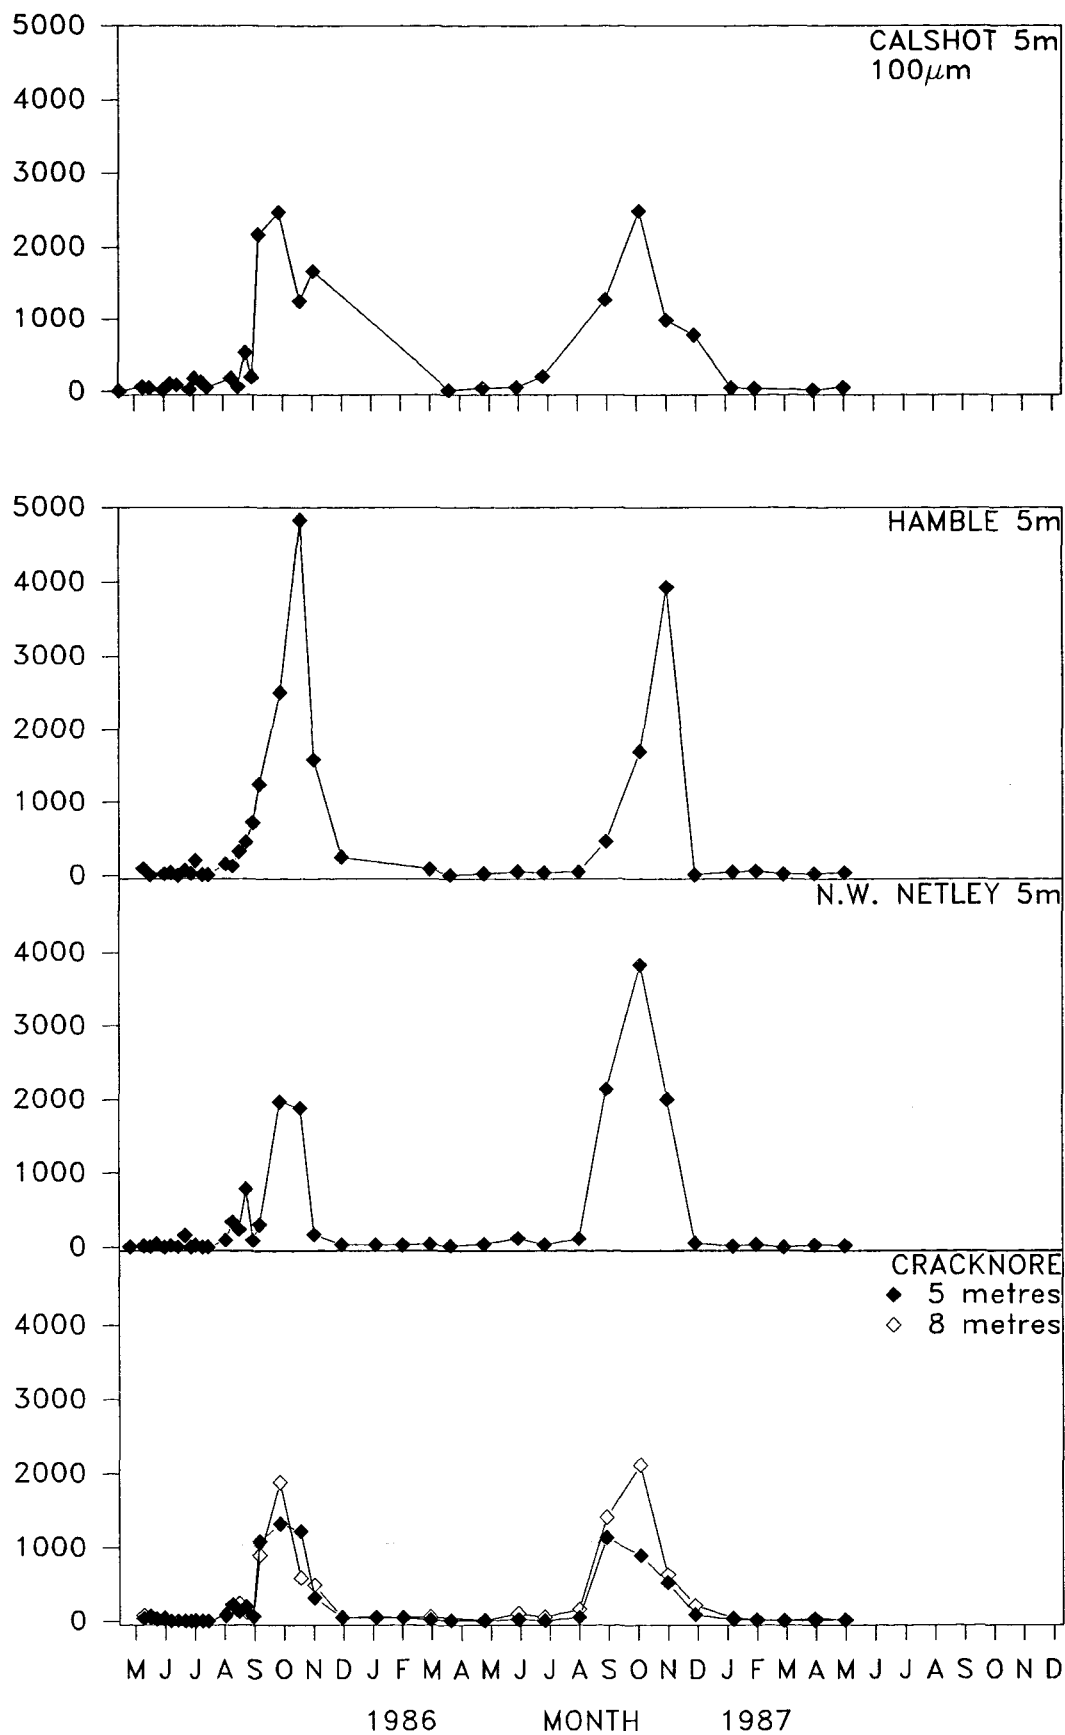 5000
CALSHOT 5m
100μm
4000
3000
2000
1000
0
5000
HAMBLE 5m
4000
3000
2000
1000
0
N.W. NETLEY 5m
4000
3000
2000
1000
0
CRACKNORE
5 metres
8 metres
4000
3000
2000
1000
0
M J J A S O N D J F M A M J J A S O N D J F M A M J J A S O N D
1986 MONTH 1987